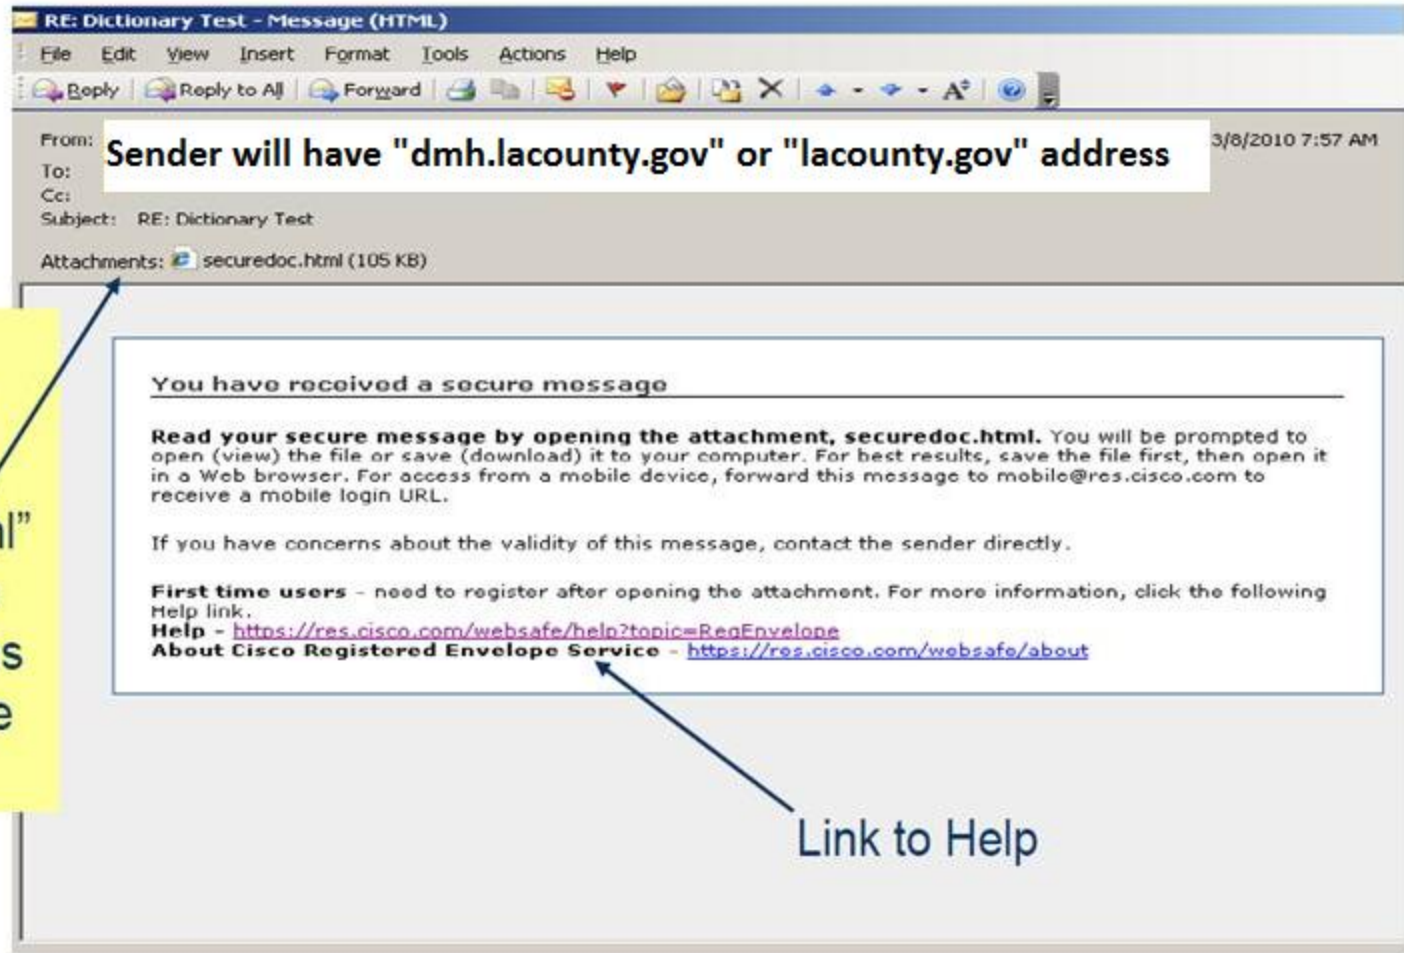 RE: Dictionary Test - Message (HTML)
File Edit View Insert Format Tools Actions Help
Reply Reply to All Forward
From: Sender will have "dmh.lacounty.gov" or "lacounty.gov" address 3/8/2010 7:57 AM
To:
Cc:
Subject: RE: Dictionary Test
Attachments: securedoc.html (105 KB)
You have received a secure message
Read your secure message by opening the attachment, securedoc.html. You will be prompted to
open (view) the file or save (download) it to your computer. For best results, save the file first, then open it
in a Web browser. For access from a mobile device, forward this message to mobile@res.cisco.com to
receive a mobile login URL.
If you have concerns about the validity of this message, contact the sender directly.
First time users - need to register after opening the attachment. For more information, click the following
Help link.
Help - https://res.cisco.com/websafe/help?topic=RegEnvelope
About Cisco Registered Envelope Service - https://res.cisco.com/websafe/about
Link to Help